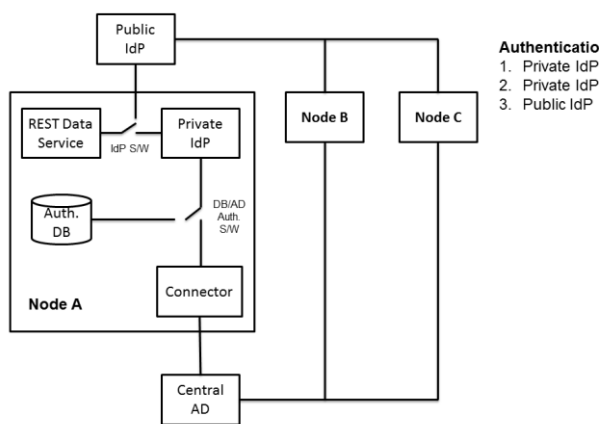 Public
IdP
Authenticatio
1. Private IdP
2. Private IdP
3. Public IdP
REST Data
Service
IdP S/W
Private
IdP
Node B
Node C
Auth.
DB
DB/AD
Auth.
S/W
Connector
Node A
Central
AD